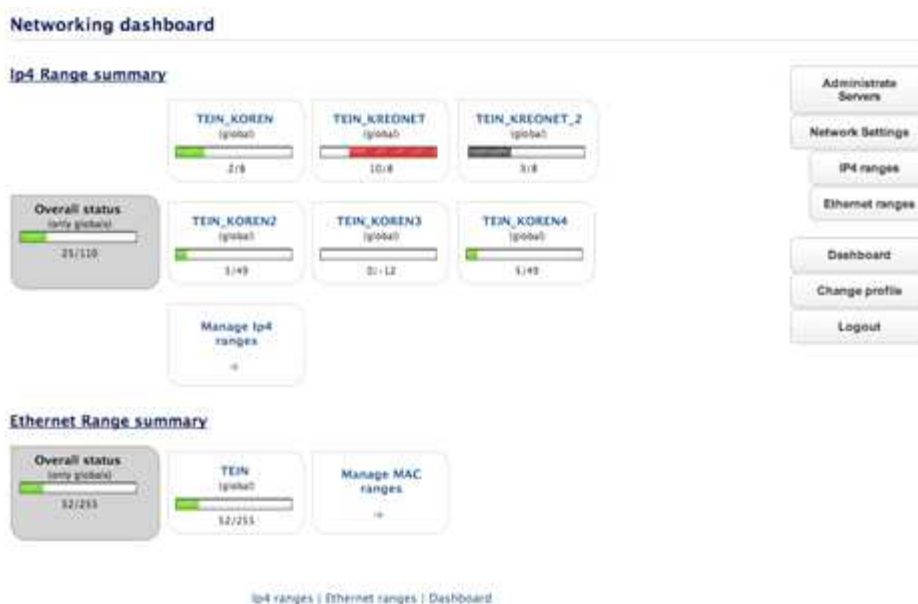 Networking dashboard
Ip4 Range summary
TEIN_KOREN
(global)
2/8
TEIN_KREONET
(global)
10/8
TEIN_KREONET_2
(global)
3/8
Overall status
(only globals)
25/110
TEIN_KOREN2
(global)
5/49
TEIN_KOREN3
(global)
0/-12
TEIN_KOREN4
(global)
5/49
Manage Ip4
ranges
Ethernet Range summary
Overall status
(only globals)
52/255
TEIN
(global)
52/255
Manage MAC
ranges
Ip4 ranges | Ethernet ranges | Dashboard
Administrate
Servers
Network Settings
IP4 ranges
Ethernet ranges
Dashboard
Change profile
Logout